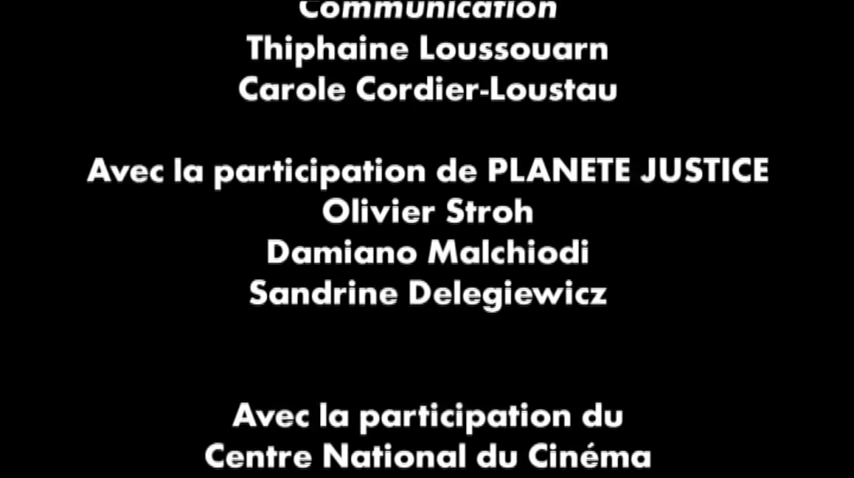 Communication
Thiphaine Loussouarn
Carole Cordier-Loustau
Avec la participation de PLANETE JUSTICE
Olivier Stroh
Damiano Malchiodi
Sandrine Delegiewicz
Avec la participation du
Centre National du Cinéma